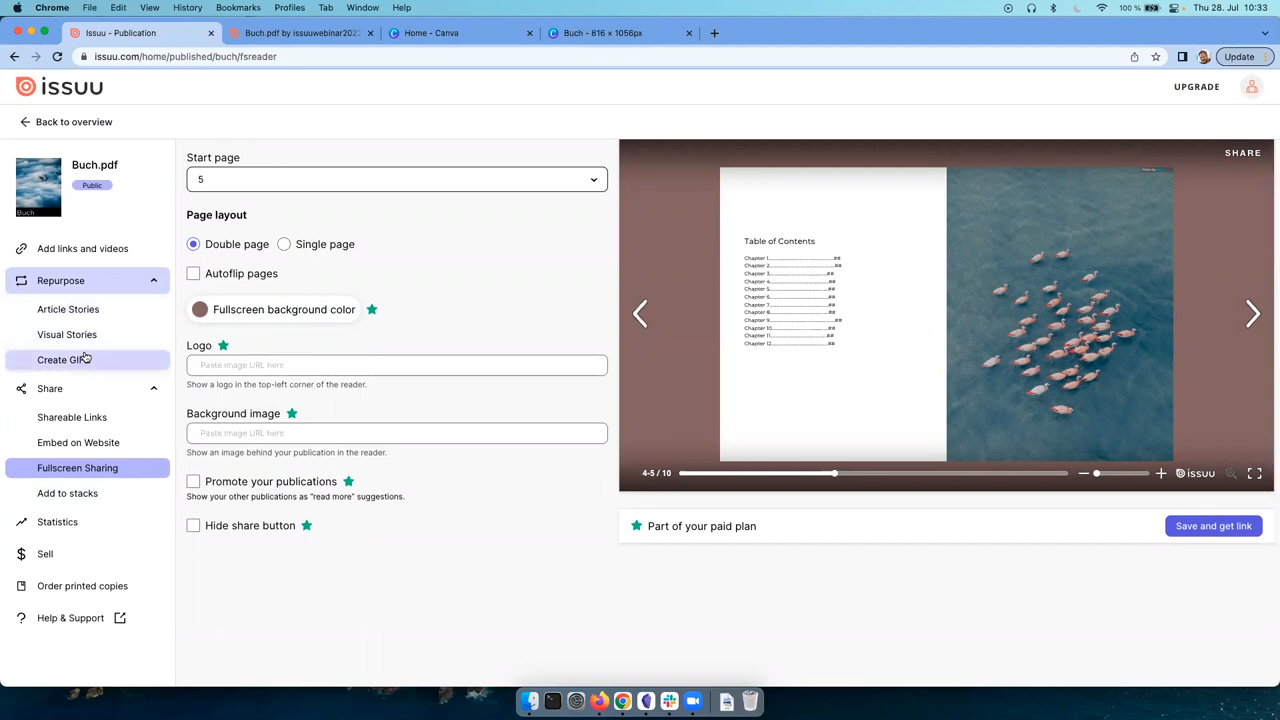 Chrome File Edit View History Bookmarks Profiles Tab Window Help 100 % Thu 28. Jul 10:33
Issuu - Publication
Buch.pdf by issuuwebinar2022
Home - Canva
Buch - 816 × 1056px
issuu.com/home/published/buch/fsreader
Update
issuu
UPGRADE
Back to overview
Buch.pdf
Public
Buch
Add links and videos
Repurpose
Article Stories
Visual Stories
Create GIFs
Share
Shareable Links
Embed on Website
Fullscreen Sharing
Add to stacks
Statistics
Sell
Order printed copies
? Help & Support
Start page
5
Page layout
Double page Single page
Autoflip pages
Fullscreen background color
Logo
Paste image URL here
Show a logo in the top-left corner of the reader.
Background image
Paste image URL here
Show an image behind your publication in the reader.
Promote your publications
Show your other publications as "read more" suggestions.
Hide share button
SHARE
Table of Contents
Chapter 1..............................##
Chapter 2..............................##
Chapter 3..............................##
Chapter 4..............................##
Chapter 5..............................##
Chapter 6..............................##
Chapter 7..............................##
Chapter 8..............................##
Chapter 9..............................##
Chapter 10..............................##
Chapter 11..............................##
Chapter 12..............................##
4-5 / 10
issuu
Part of your paid plan
Save and get link